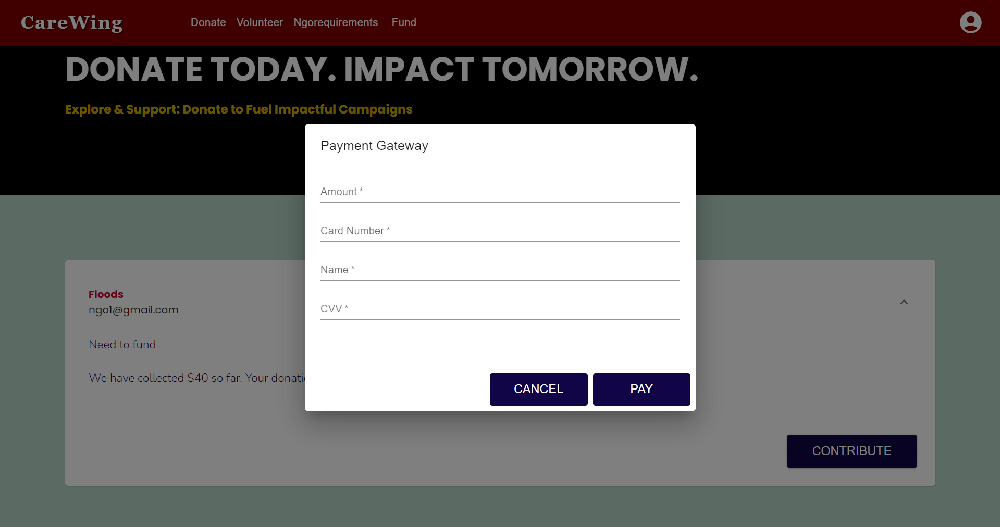 CareWing
Donate Volunteer Ngorequirements Fund
DONATE TODAY. IMPACT TOMORROW.
Explore & Support: Donate to Fuel Impactful Campaigns
Payment Gateway
Amount *
Card Number *
Name *
CVV *
CANCEL PAY
Floods
ngo1@gmail.com
Need to fund
We have collected $40 so far. Your
CONTRIBUTE